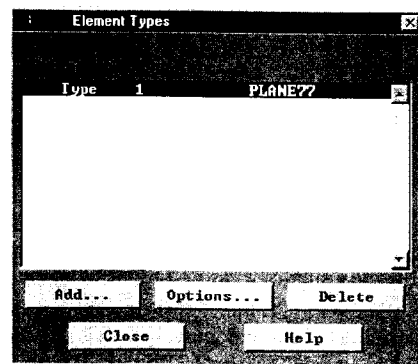 Element Types
Type 1 PLANE77
Add... Options... Delete
Close Help